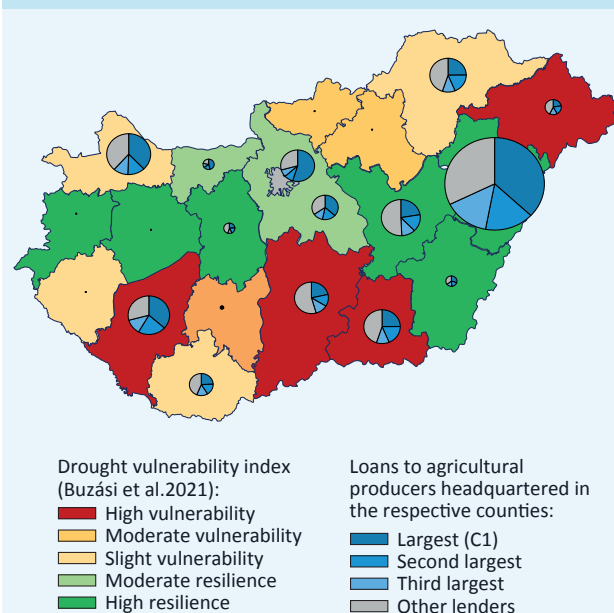 Drought vulnerability index
(Buzási et al.2021):
High vulnerability
Moderate vulnerability
Slight vulnerability
Moderate resilience
High resilience
Loans to agricultural
producers headquartered in
the respective counties:
Largest (C1)
Second largest
Third largest
Other lenders